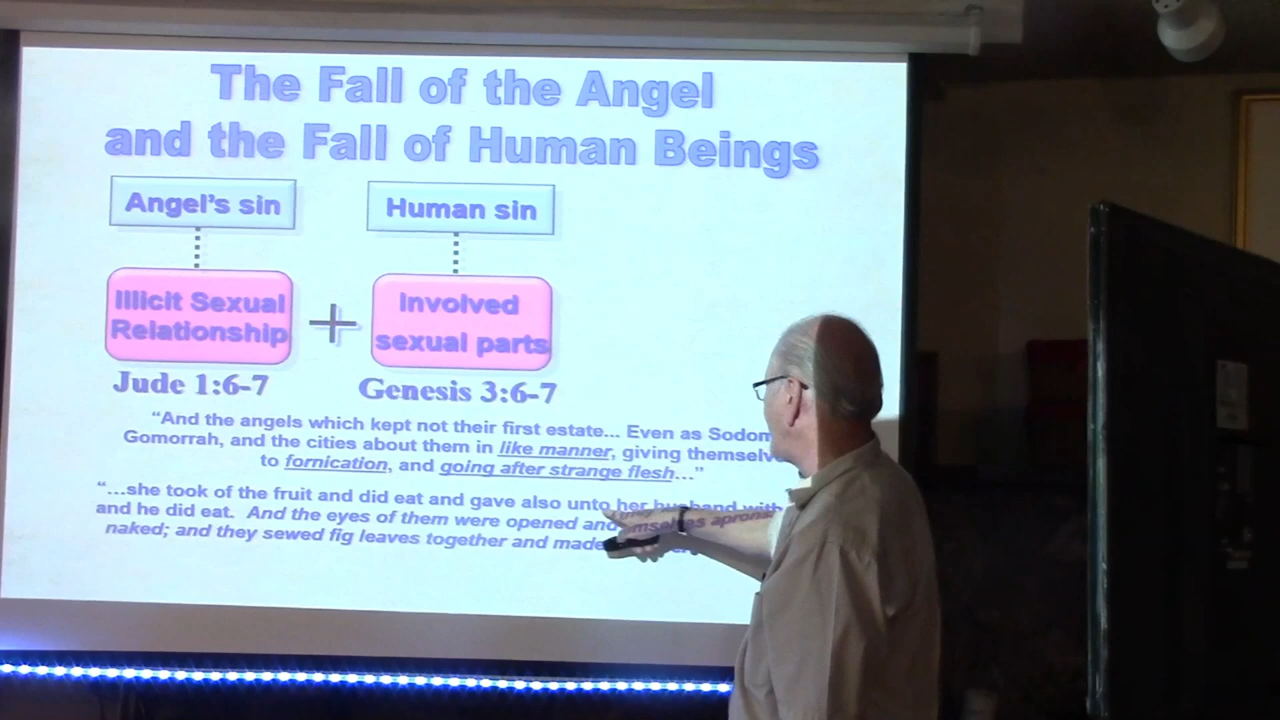 The Fall of the Angel
and the Fall of Human Beings
Angel's sin
Human sin
Illicit Sexual
Relationship
+
Involved
sexual parts
Jude 1:6-7
Genesis 3:6-7
“And the angels which kept not their first estate... Even as Sodom
Gomorrah, and the cities about them in like manner, giving
to fornication, and going after strange flesh…”
“…she took of the fruit and did eat and gave also unto her husband with
and he did eat. And the eyes of them were opened and
naked; and they sewed fig leaves together and made aprons